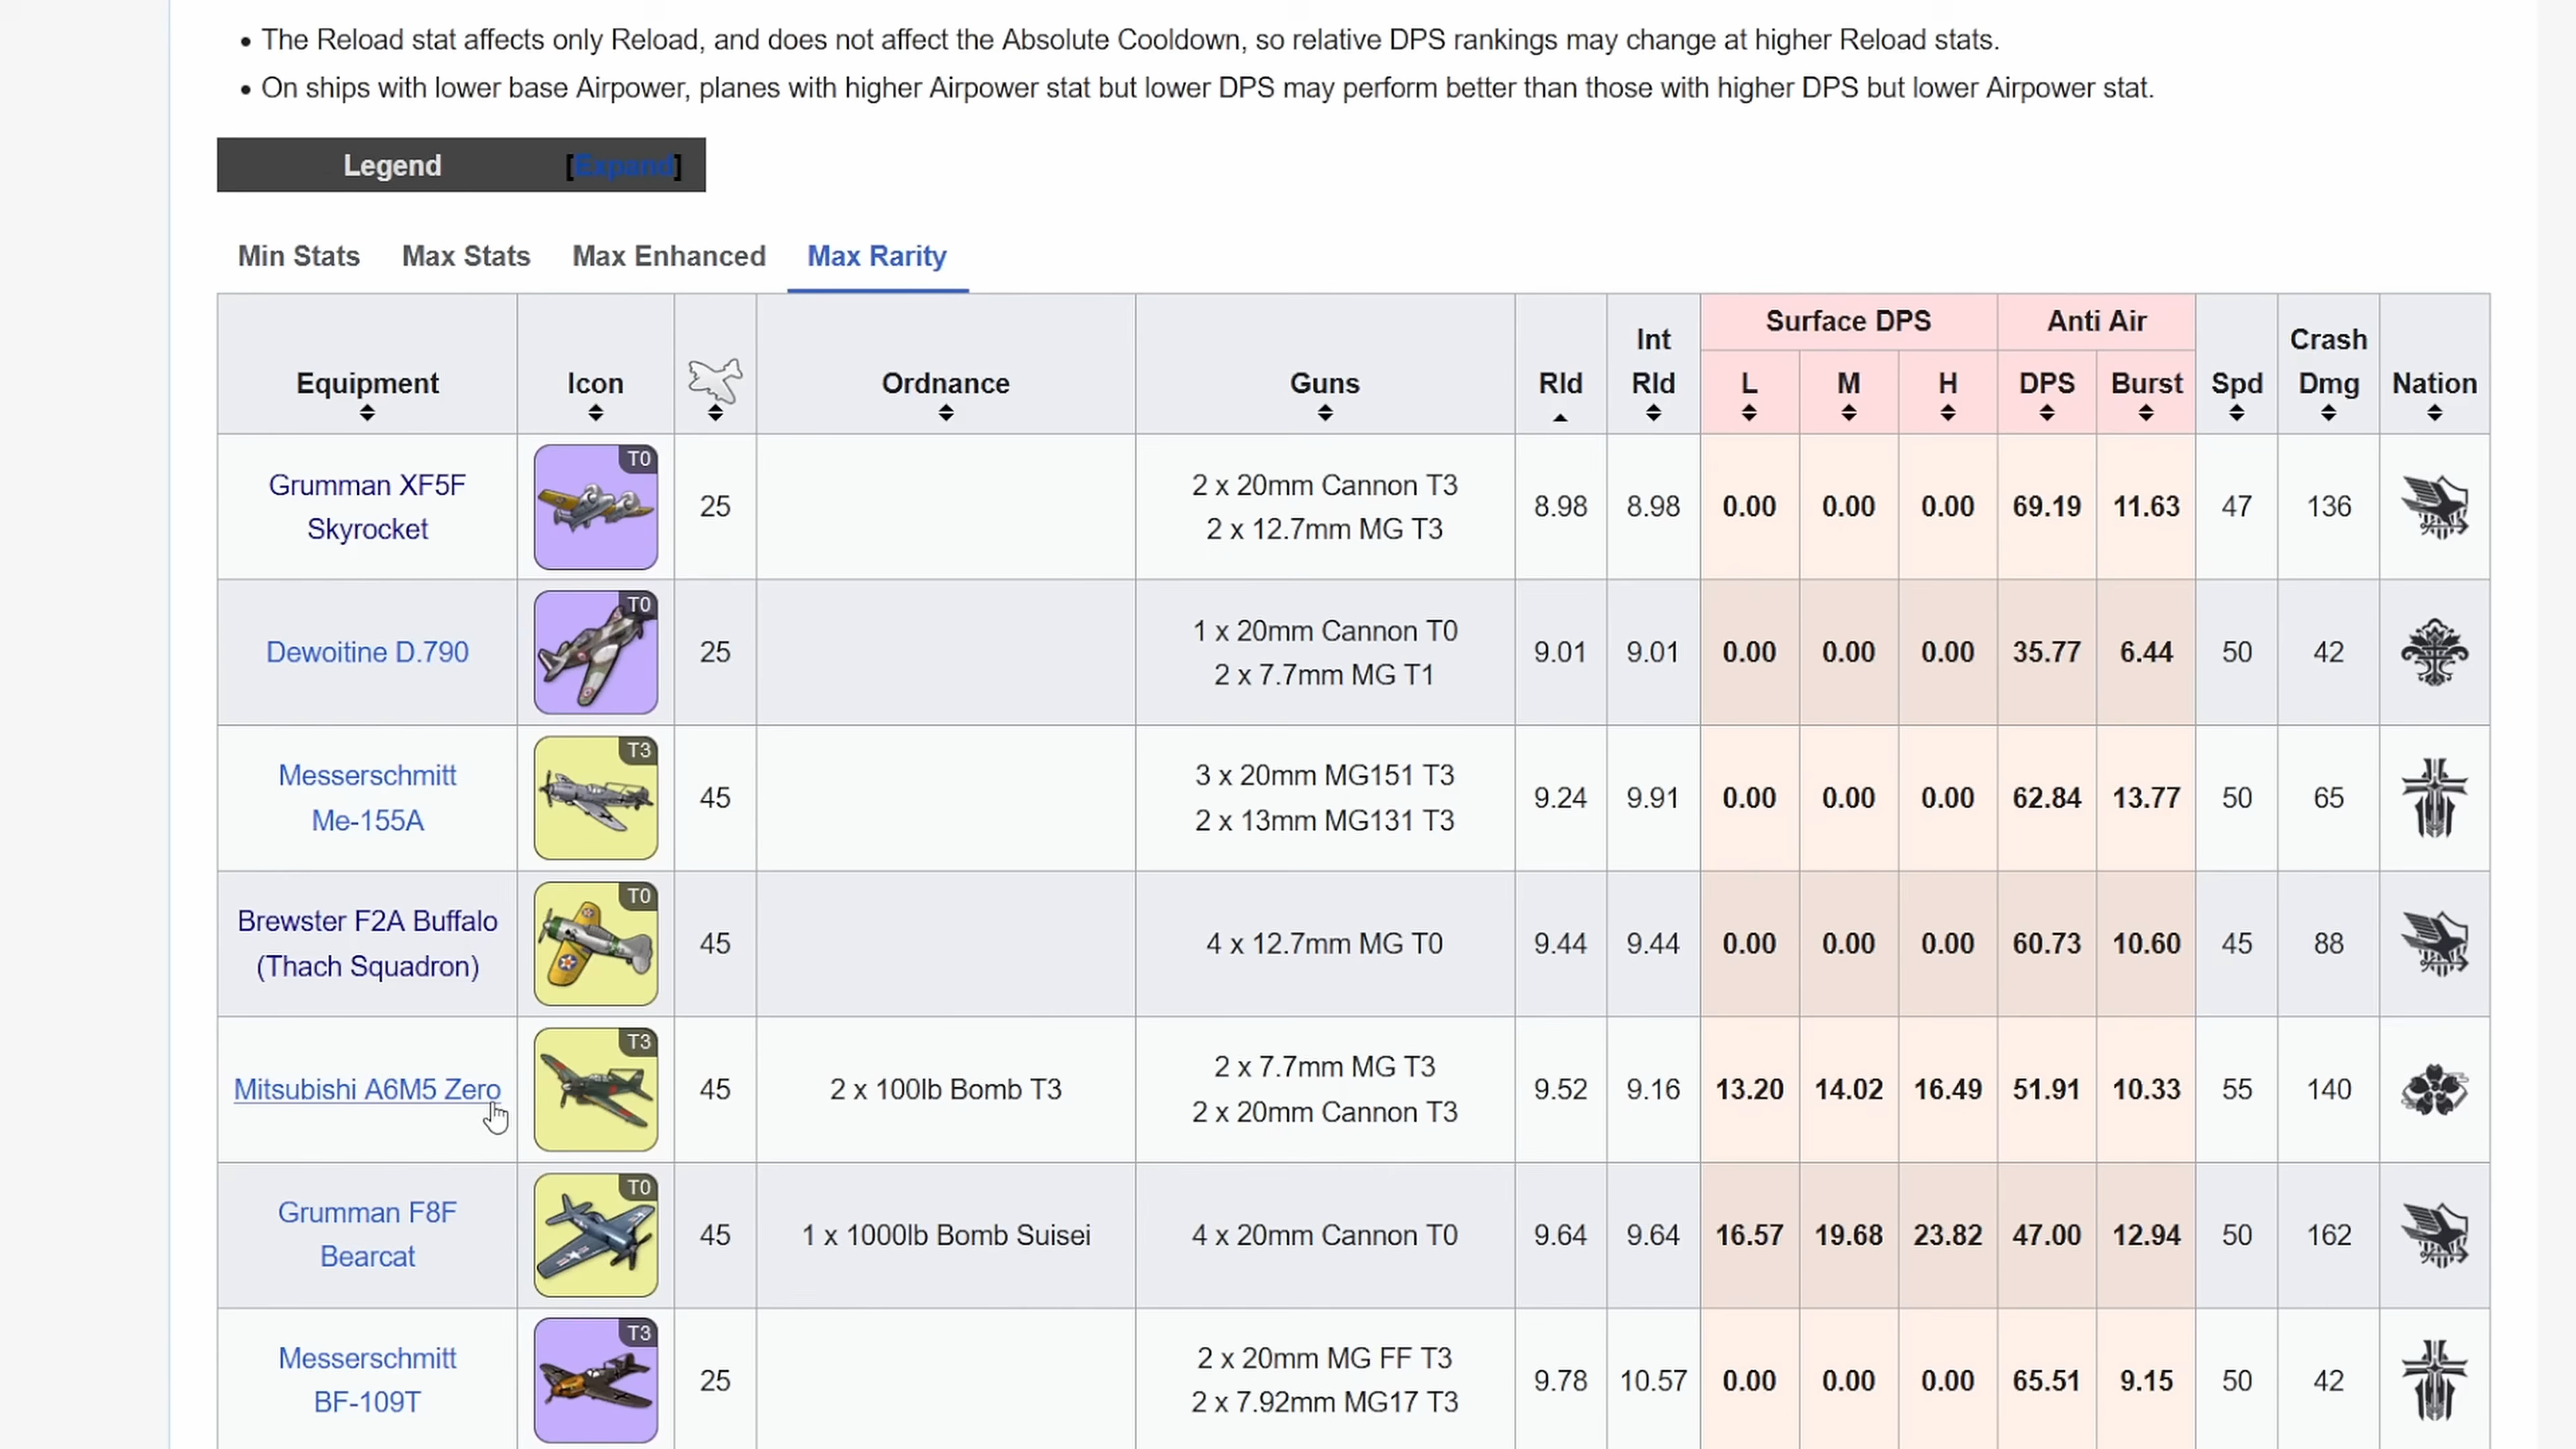 • The Reload stat affects only Reload, and does not affect the Absolute Cooldown, so relative DPS rankings may change at higher Reload stats.
• On ships with lower base Airpower, planes with higher Airpower stat but lower DPS may perform better than those with higher DPS but lower Airpower stat.
Legend [Expand]
Min Stats Max Stats Max Enhanced Max Rarity
Equipment Icon Ordnance Guns Rld Int Rld Surface DPS L M H Anti Air DPS Burst Spd Crash Dmg Nation
Grumman XF5F
Skyrocket
T0
25
2 x 20mm Cannon T3
2 x 12.7mm MG T3
8.98 8.98 0.00 0.00 0.00 69.19 11.63 47 136
Dewoitine D.790
T0
25
1 x 20mm Cannon T0
2 x 7.7mm MG T1
9.01 9.01 0.00 0.00 0.00 35.77 6.44 50 42
Messerschmitt
Me-155A
T3
45
3 x 20mm MG151 T3
2 x 13mm MG131 T3
9.24 9.91 0.00 0.00 0.00 62.84 13.77 50 65
Brewster F2A Buffalo
(Thach Squadron)
T0
45
4 x 12.7mm MG T0
9.44 9.44 0.00 0.00 0.00 60.73 10.60 45 88
Mitsubishi A6M5 Zero
T3
45
2 x 100lb Bomb T3
2 x 7.7mm MG T3
2 x 20mm Cannon T3
9.52 9.16 13.20 14.02 16.49 51.91 10.33 55 140
Grumman F8F
Bearcat
T0
45
1 x 1000lb Bomb Suisei
4 x 20mm Cannon T0
9.64 9.64 16.57 19.68 23.82 47.00 12.94 50 162
Messerschmitt
BF-109T
T3
25
2 x 20mm MG FF T3
2 x 7.92mm MG17 T3
9.78 10.57 0.00 0.00 0.00 65.51 9.15 50 42